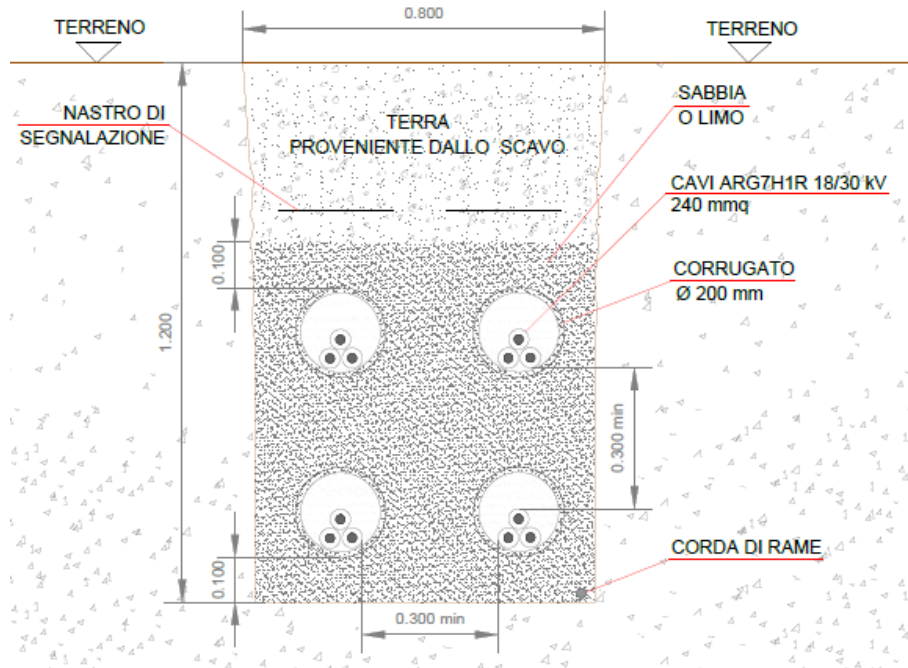 0.800
TERRENO
TERRENO
NASTRO DI
SEGNALAZIONE
TERRA
PROVENIENTE DALLO SCAVO
SABBIA
O LIMO
CAVI ARG7H1R 18/30 kV
240 mmq
0.100
CORRUGATO
Ø 200 mm
1.200
0.300 min
0.100
CORDA DI RAME
0.300 min